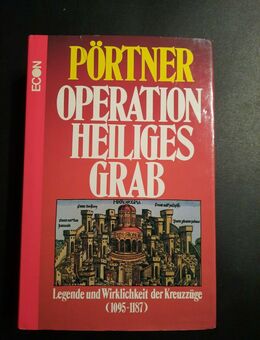 ECON
PÖRTNER
OPERATION
HEILIGES
GRAB
Legende und Wirklichkeit der Kreuzzüge
(1095-1187)